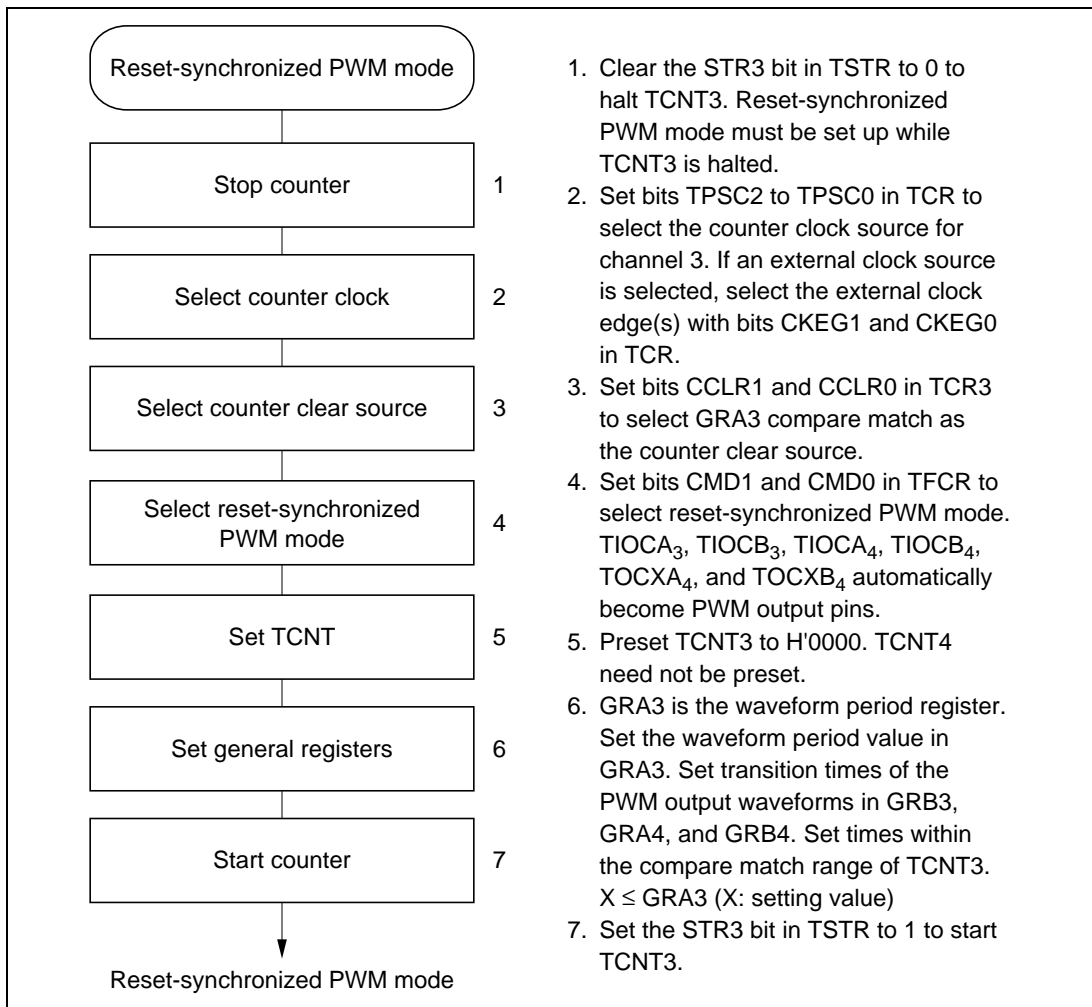 Reset-synchronized PWM mode
Stop counter
1
Select counter clock
2
Select counter clear source
3
Select reset-synchronized
PWM mode
4
Set TCNT
5
Set general registers
6
Start counter
7
Reset-synchronized PWM mode
1. Clear the STR3 bit in TSTR to 0 to
halt TCNT3. Reset-synchronized
PWM mode must be set up while
TCNT3 is halted.
2. Set bits TPSC2 to TPSC0 in TCR to
select the counter clock source for
channel 3. If an external clock source
is selected, select the external clock
edge(s) with bits CKEG1 and CKEG0
in TCR.
3. Set bits CCLR1 and CCLR0 in TCR3
to select GRA3 compare match as
the counter clear source.
4. Set bits CMD1 and CMD0 in TFCR to
select reset-synchronized PWM mode.
TIOCA₃, TIOCB₃, TIOCA₄, TIOCB₄,
TOCXA₄, and TOCXB₄ automatically
become PWM output pins.
5. Preset TCNT3 to H'0000. TCNT4
need not be preset.
6. GRA3 is the waveform period register.
Set the waveform period value in
GRA3. Set transition times of the
PWM output waveforms in GRB3,
GRA4, and GRB4. Set times within
the compare match range of TCNT3.
X ≤ GRA3 (X: setting value)
7. Set the STR3 bit in TSTR to 1 to start
TCNT3.